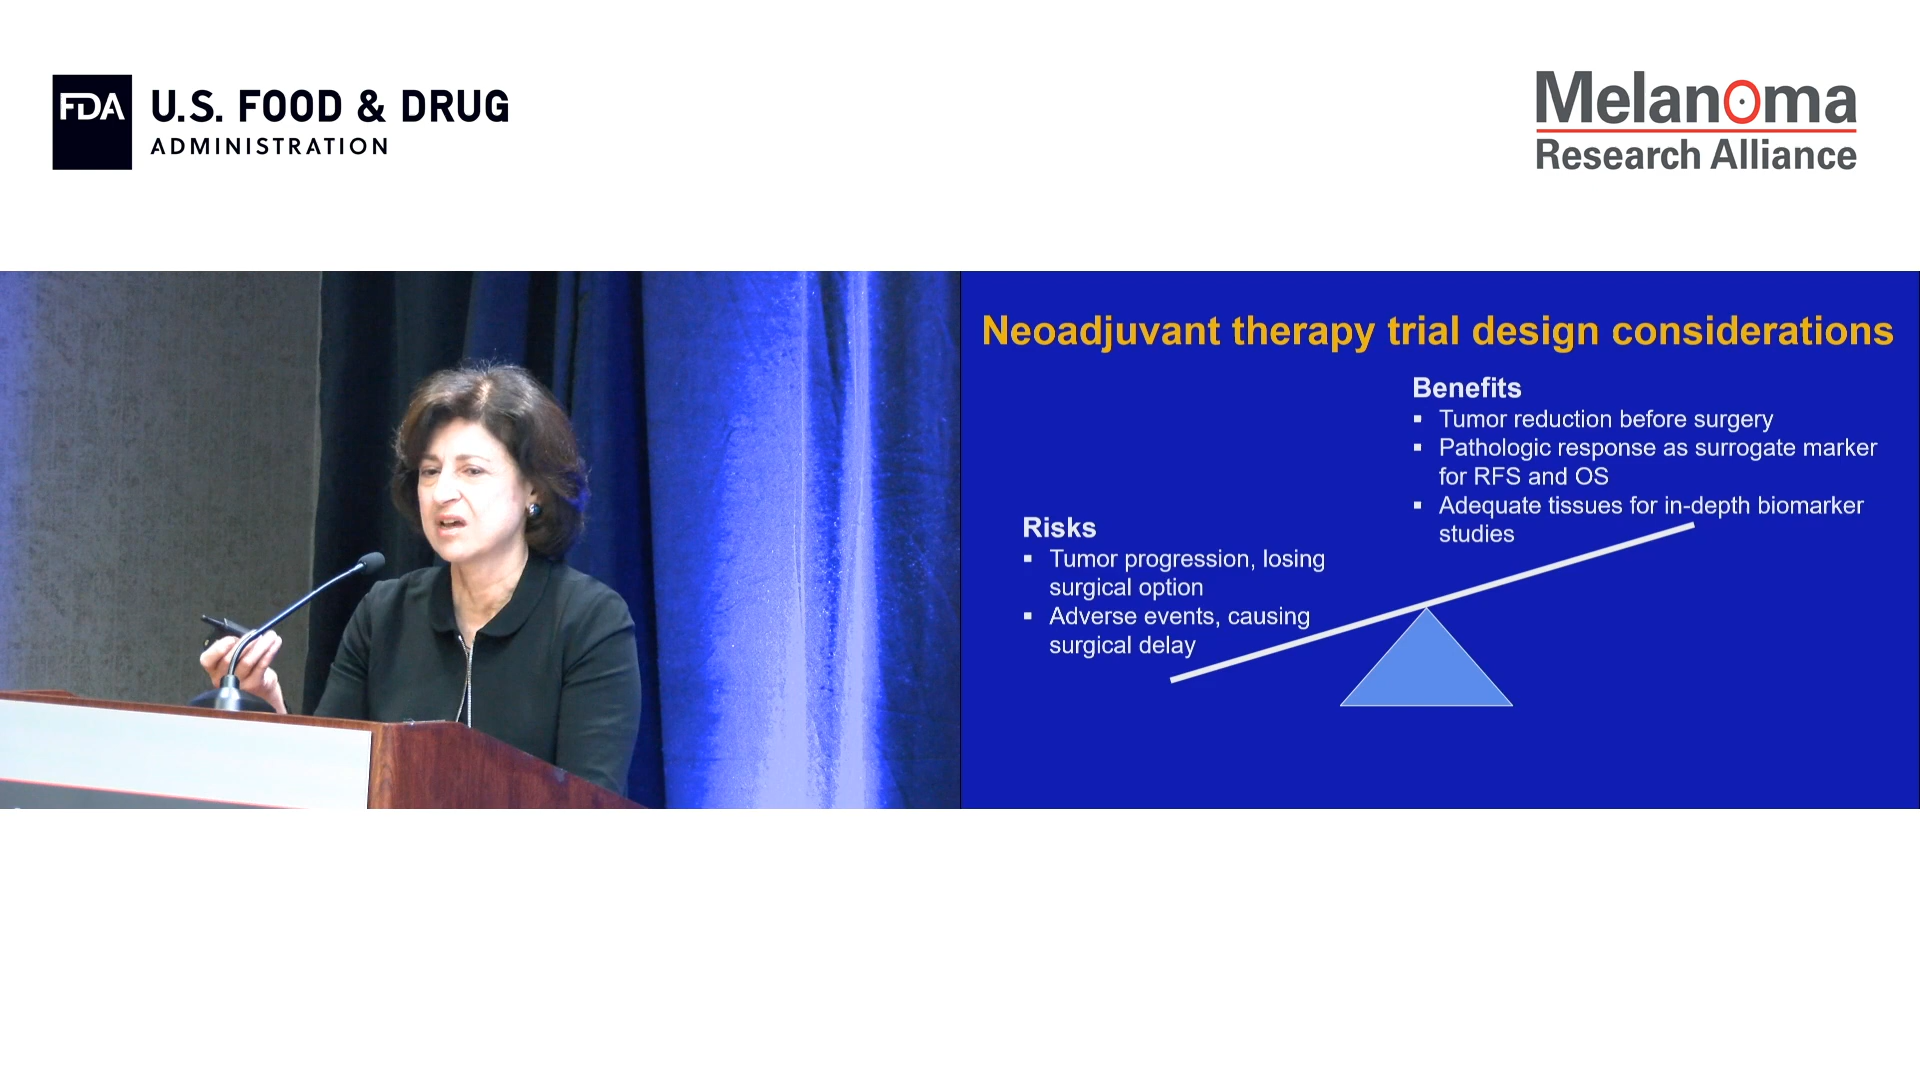 FDA
U.S. FOOD & DRUG
ADMINISTRATION
Melanoma
Research Alliance
Neoadjuvant therapy trial design considerations
Benefits
▪ Tumor reduction before surgery
▪ Pathologic response as surrogate marker
for RFS and OS
▪ Adequate tissues for in-depth biomarker
studies
Risks
▪ Tumor progression, losing
surgical option
▪ Adverse events, causing
surgical delay